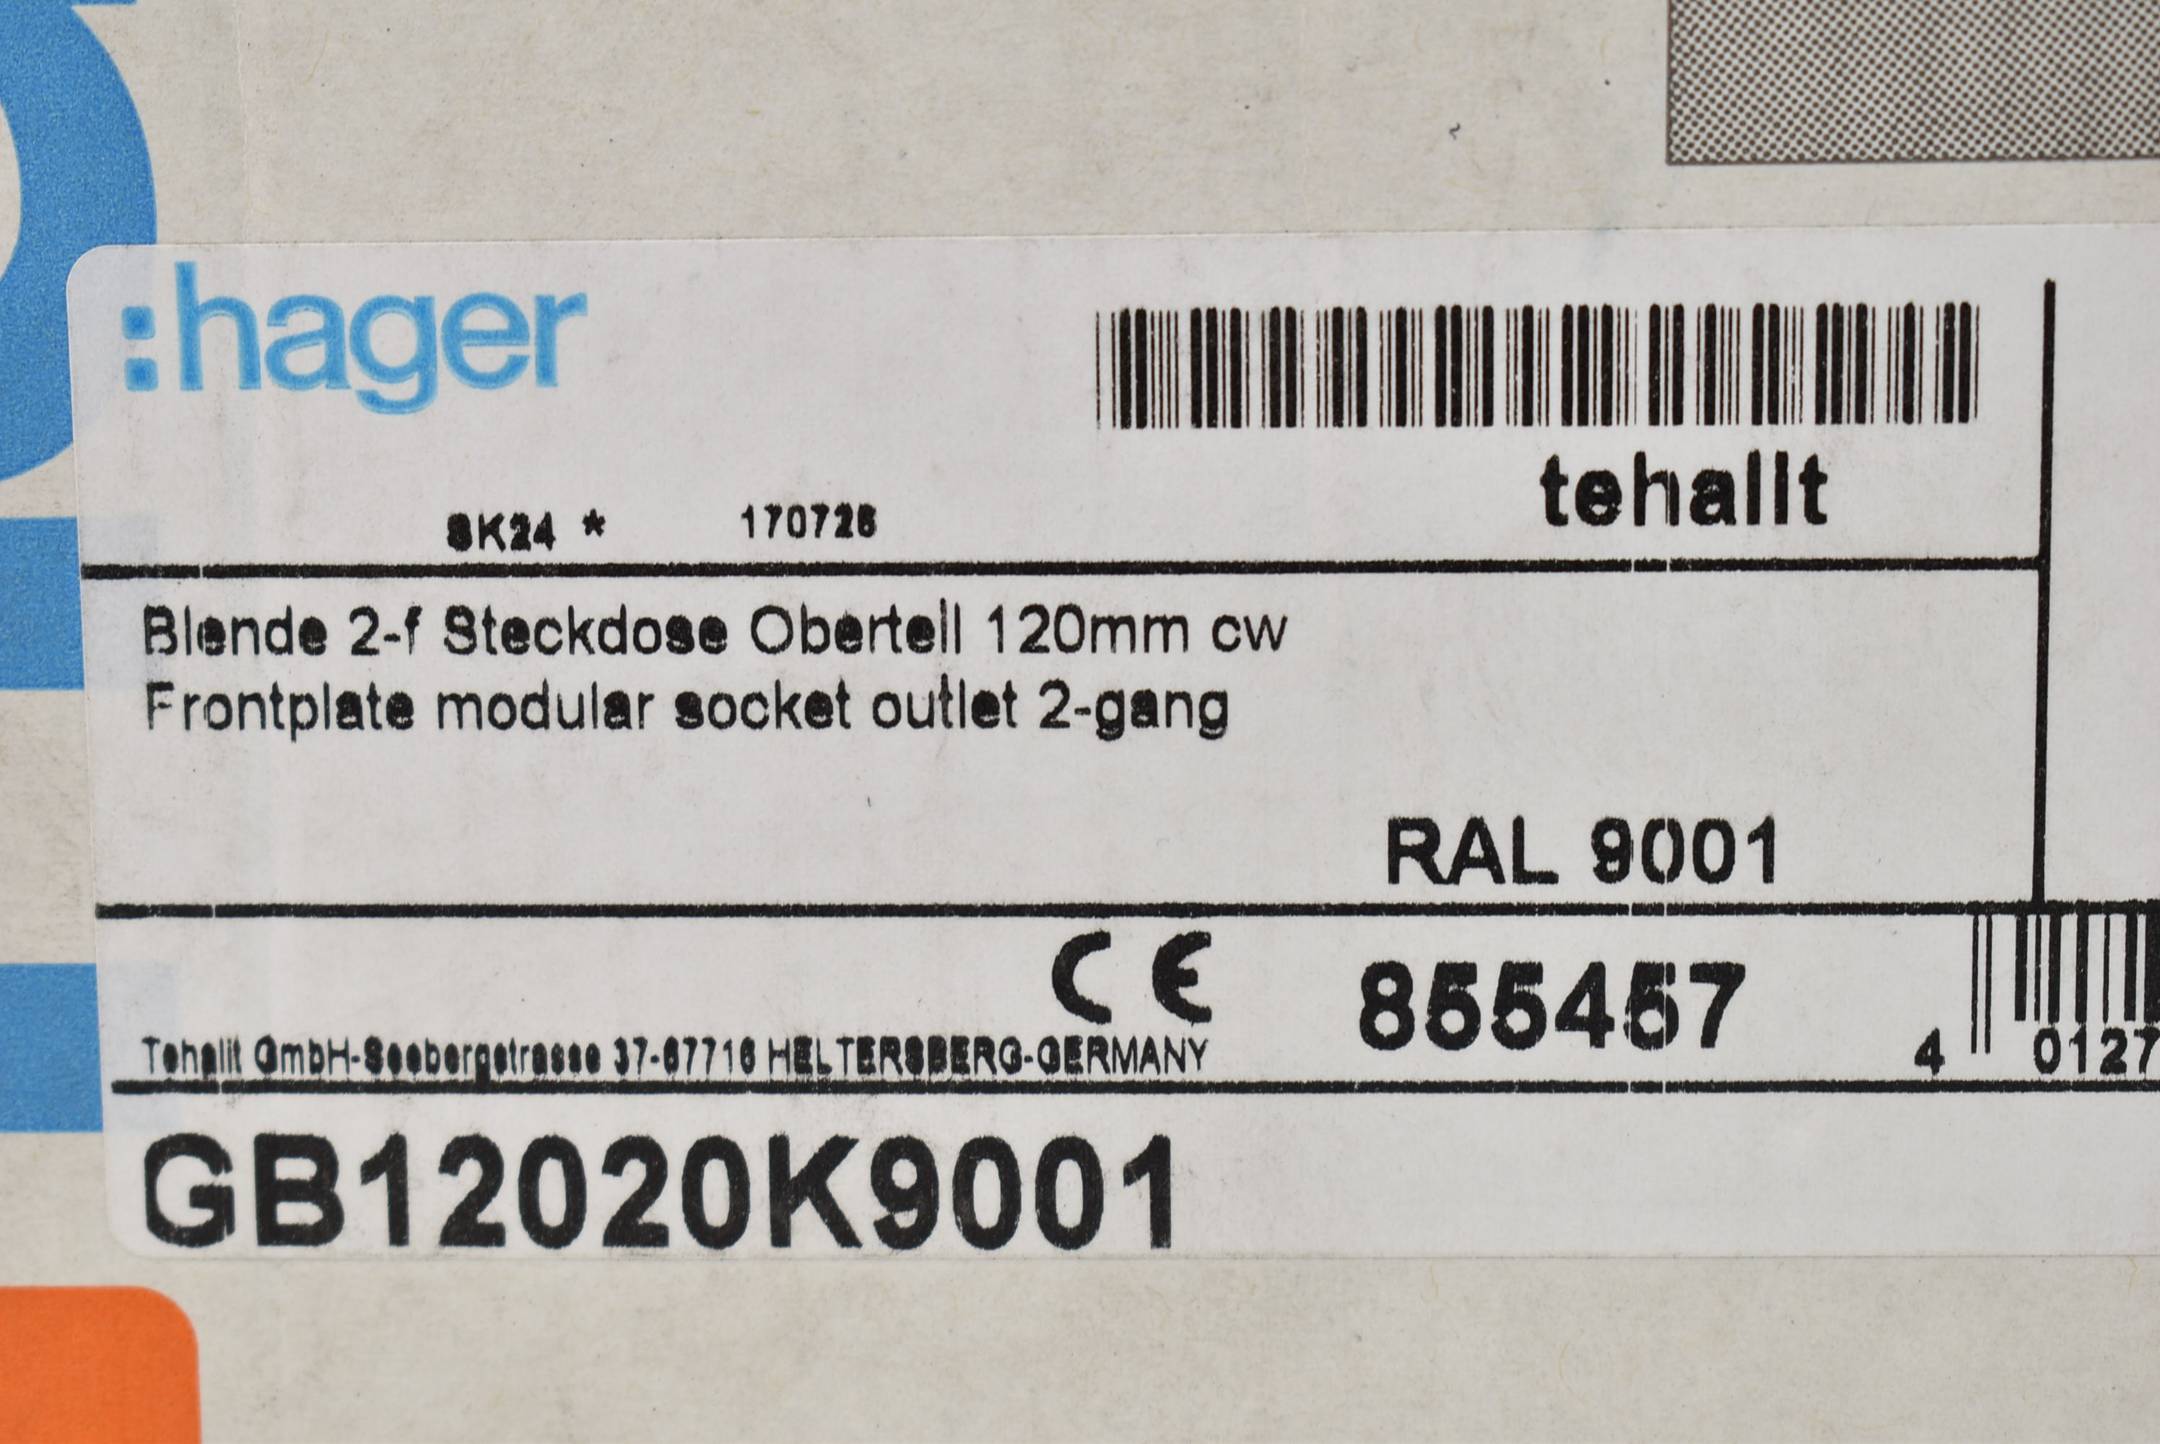 :hager
tehalit
SK24 * 170726
Blende 2-f Steckdose Oberteil 120mm cw
Frontplate modular socket outlet 2-gang
RAL 9001
CE 855457
Tehalit GmbH-Seebergstrasse 37-67716 HELTERSBERG-GERMANY
4 0127
GB12020K9001